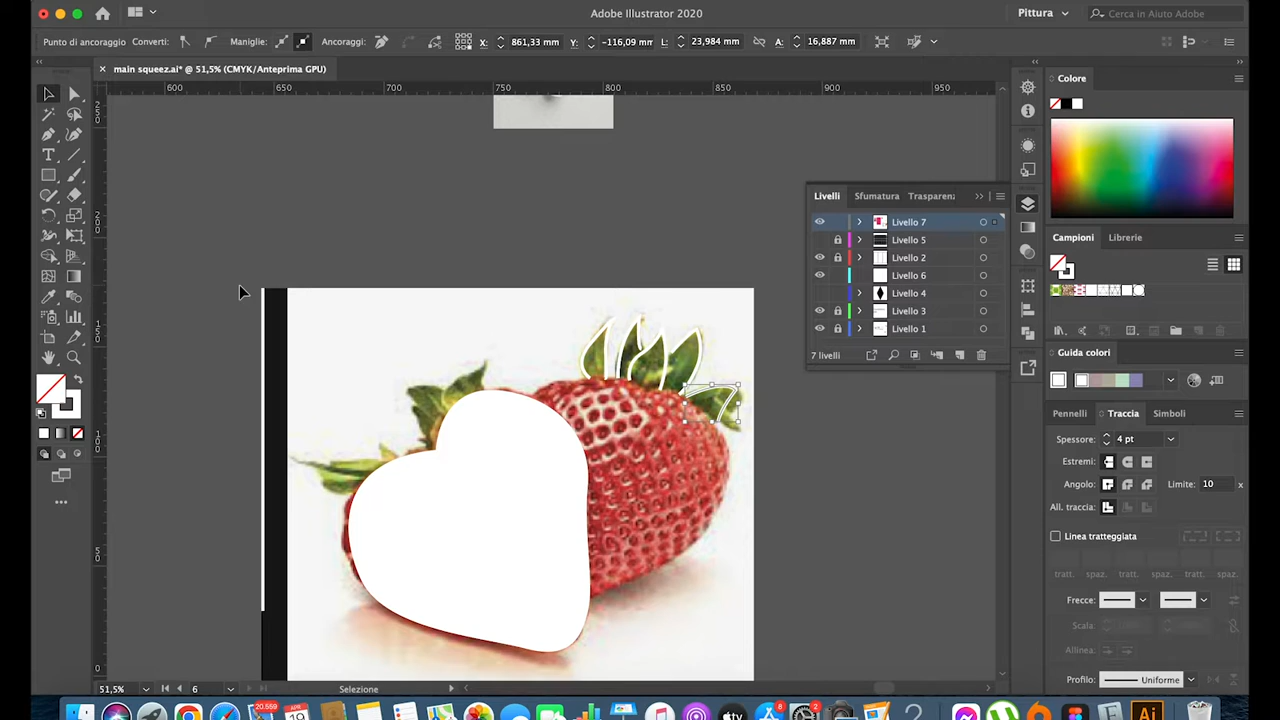 Adobe Illustrator 2020
Pittura
Cerca in Aiuto Adobe
Punto di ancoraggio Converti: Maniglie: Ancoraggi: X: 861,33 mm Y: -116,09 mm L: 23,984 mm A: 16,887 mm
× main squeez.ai* @ 51,5% (CMYK/Anteprima GPU)
600 650 700 750 800 850 900 950
Colore
Livelli Sfumatura Trasparenz
Livello 7
Livello 5
Livello 2
Livello 6
Livello 4
Livello 3
Livello 1
7 livelli
Campioni Librerie
Guida colori
Pennelli Traccia Simboli
Spessore: 4 pt
Estremi:
Angolo: Limite: 10 x
All. traccia:
Linea tratteggiata
tratt. spaz. tratt. spaz. tratt. spaz.
Frecce:
Scala:
Allinea:
Profilo: Uniforme
51,5% 6 Selezione
20.559
8
2
Ai